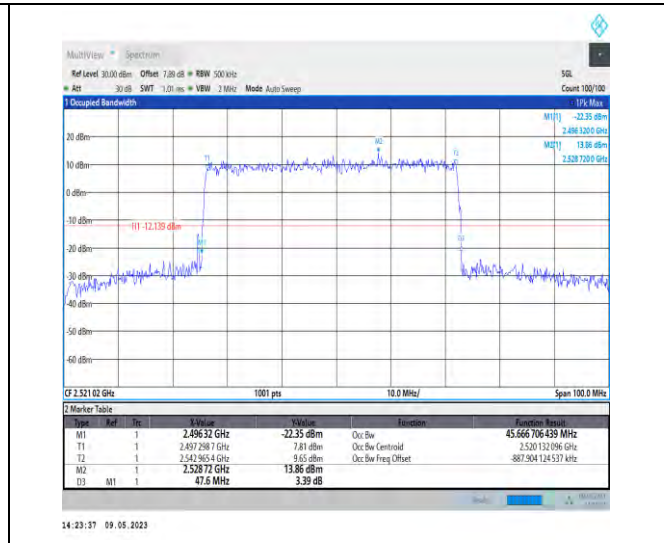 MultiView Spectrum
Ref Level 30.00 dBm Offset 7.89 dB RBW 500 kHz SGL
Att 30 dB SWT 1.01 ms VBW 2 MHz Mode Auto Sweep Count 100/100
1 Occupied Bandwidth 1Pk Max
M1[1] -22.35 dBm
2.496 320 0 GHz
M2[1] 13.86 dBm
2.528 720 0 GHz
20 dBm
M2
T1
T2
10 dBm
0 dBm
-10 dBm
H1 -12.139 dBm
M1
D3
-20 dBm
-30 dBm
-40 dBm
-50 dBm
-60 dBm
CF 2.521 02 GHz 1001 pts 10.0 MHz/ Span 100.0 MHz
2 Marker Table
Type Ref Trc X-Value Y-Value Function Function Result
M1 1 2.496 32 GHz -22.35 dBm Occ Bw 45.666 706 439 MHz
T1 1 2.497 298 7 GHz 7.81 dBm Occ Bw Centroid 2.520 132 096 GHz
T2 1 2.542 965 4 GHz 9.65 dBm Occ Bw Freq Offset -887.904 124 537 kHz
M2 1 2.528 72 GHz 13.86 dBm
D3 M1 1 47.6 MHz 3.39 dB
14:23:37 09.05.2023